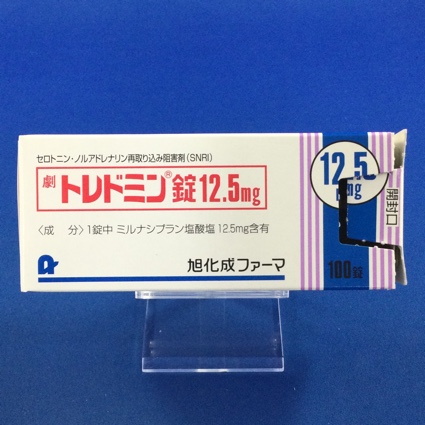 セロトニン・ノルアドレナリン再取り込み阻害剤(SNRI)
劇 トレドミン®錠12.5mg
〈成 分〉1錠中 ミルナシプラン塩酸塩 12.5mg含有
旭化成ファーマ
12.5
mg
100錠
開封口